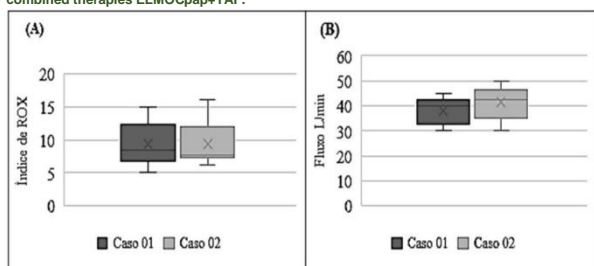 combined therapies ELMOCpap+TAF.
(A)
Índice de ROX
20
15
10
5
0
Caso 01 Caso 02
(B)
Fluxo L/min
60
50
40
30
20
10
0
Caso 01 Caso 02